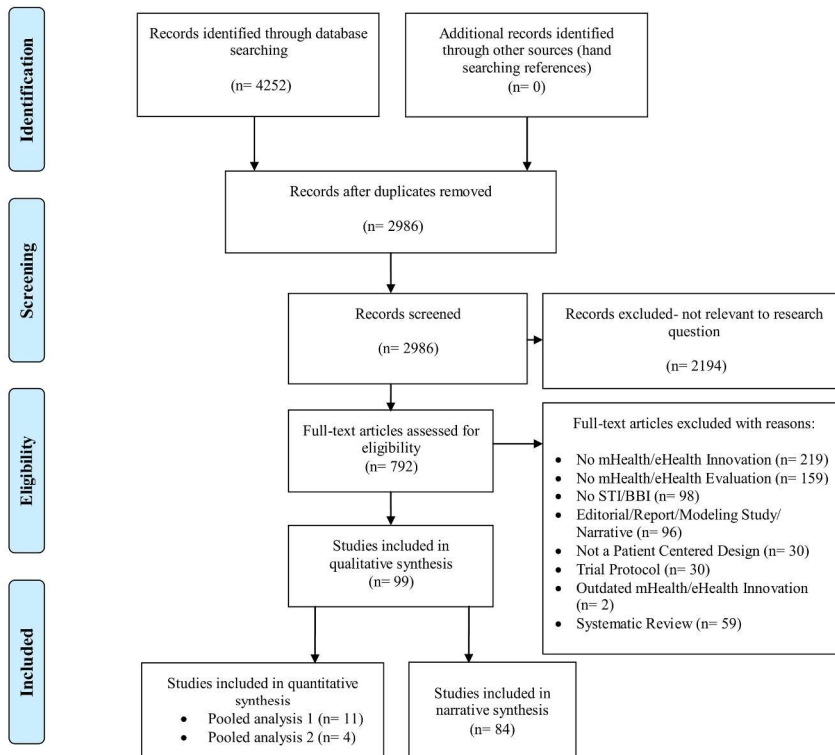 Identification
Records identified through database
searching
(n= 4252)
Additional records identified
through other sources (hand
searching references)
(n= 0)
Records after duplicates removed
(n= 2986)
Screening
Records screened
(n= 2986)
Records excluded- not relevant to research
question
(n= 2194)
Eligibility
Full-text articles assessed for
eligibility
(n= 792)
Full-text articles excluded with reasons:
• No mHealth/eHealth Innovation (n= 219)
• No mHealth/eHealth Evaluation (n= 159)
• No STI/BBI (n= 98)
• Editorial/Report/Modeling Study/
Narrative (n= 96)
• Not a Patient Centered Design (n= 30)
• Trial Protocol (n= 30)
• Outdated mHealth/eHealth Innovation
(n= 2)
• Systematic Review (n= 59)
Studies included in
qualitative synthesis
(n= 99)
Included
Studies included in quantitative
synthesis
• Pooled analysis 1 (n= 11)
• Pooled analysis 2 (n= 4)
Studies included in
narrative synthesis
(n= 84)